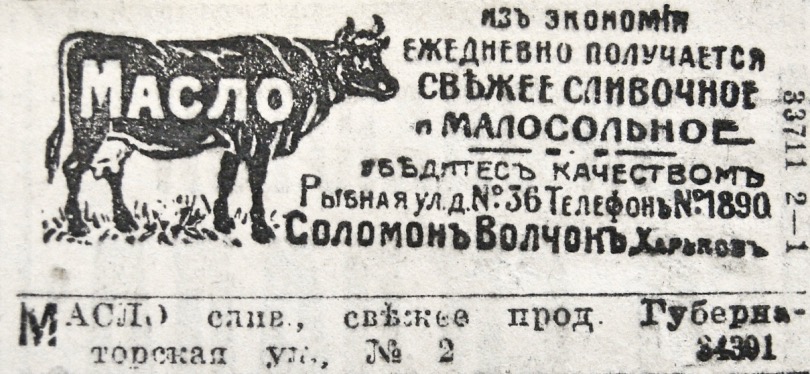 МАСЛО
ИЗЪ ЭКОНОМІИ
ЕЖЕДНЕВНО ПОЛУЧАЕТСЯ
СВѢЖЕЕ СЛИВОЧНОЕ
и МАЛОСОЛЬНОЕ
УБѢДИТЕСЬ КАЧЕСТВОМЪ
РЫБНАЯ УЛ. Д. № 36 ТЕЛЕФОНЪ № 1890
СОЛОМОНЪ ВОЛЧОКЪ, ХАРЬКОВЪ
33711 2—1
МАСЛО слив., свѣжее прод. Губерна-
торская ул., № 2 34391